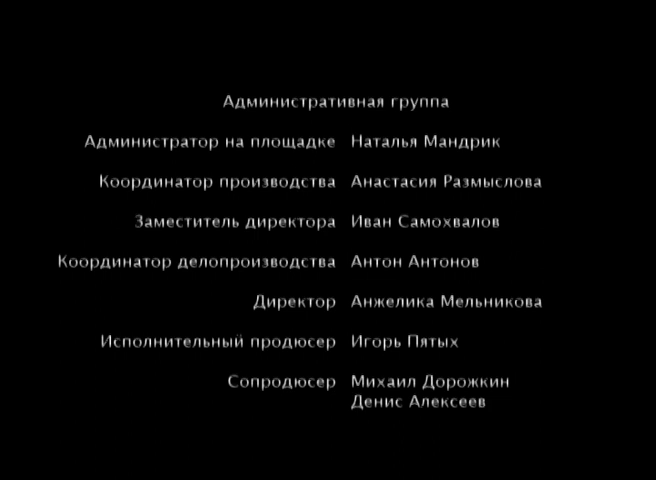 Административная группа
Администратор на площадке Наталья Мандрик
Координатор производства Анастасия Размыслова
Заместитель директора Иван Самохвалов
Координатор делопроизводства Антон Антонов
Директор Анжелика Мельникова
Исполнительный продюсер Игорь Пятых
Сопродюсер Михаил Дорожкин
Денис Алексеев